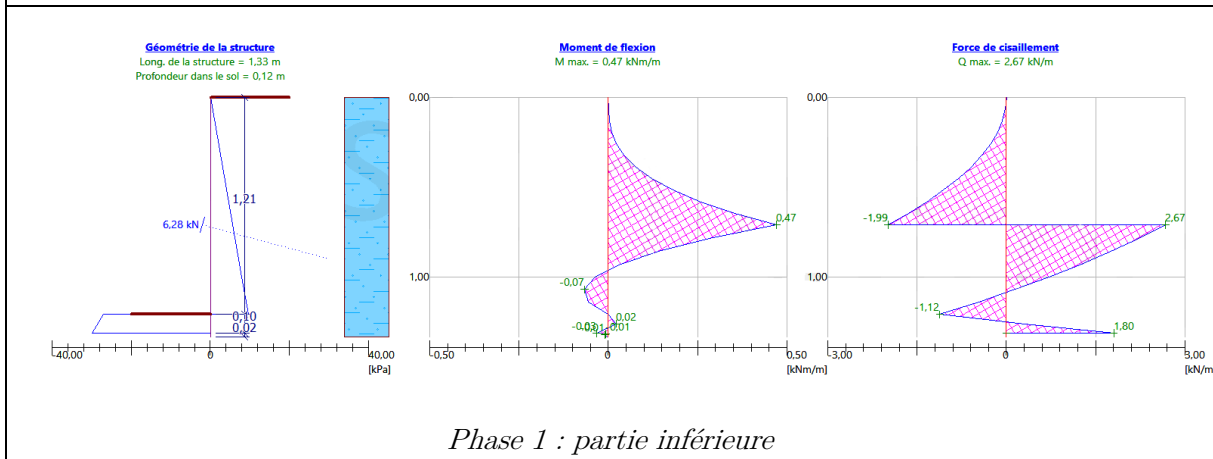 Géométrie de la structure
Long. de la structure = 1,33 m
Profondeur dans le sol = 0,12 m
1,21
6,28 kN
0,10
0,02
-40,00
0
40,00
[kPa]
Moment de flexion
M max. = 0,47 kNm/m
0,00
0,47
1,00
-0,07
0,02
-0,03
-0,01
-0,50
0
0,50
[kNm/m]
Force de cisaillement
Q max. = 2,67 kN/m
0,00
-1,99
2,67
1,00
-1,12
1,80
-3,00
0
3,00
[kN/m]
Phase 1 : partie inférieure